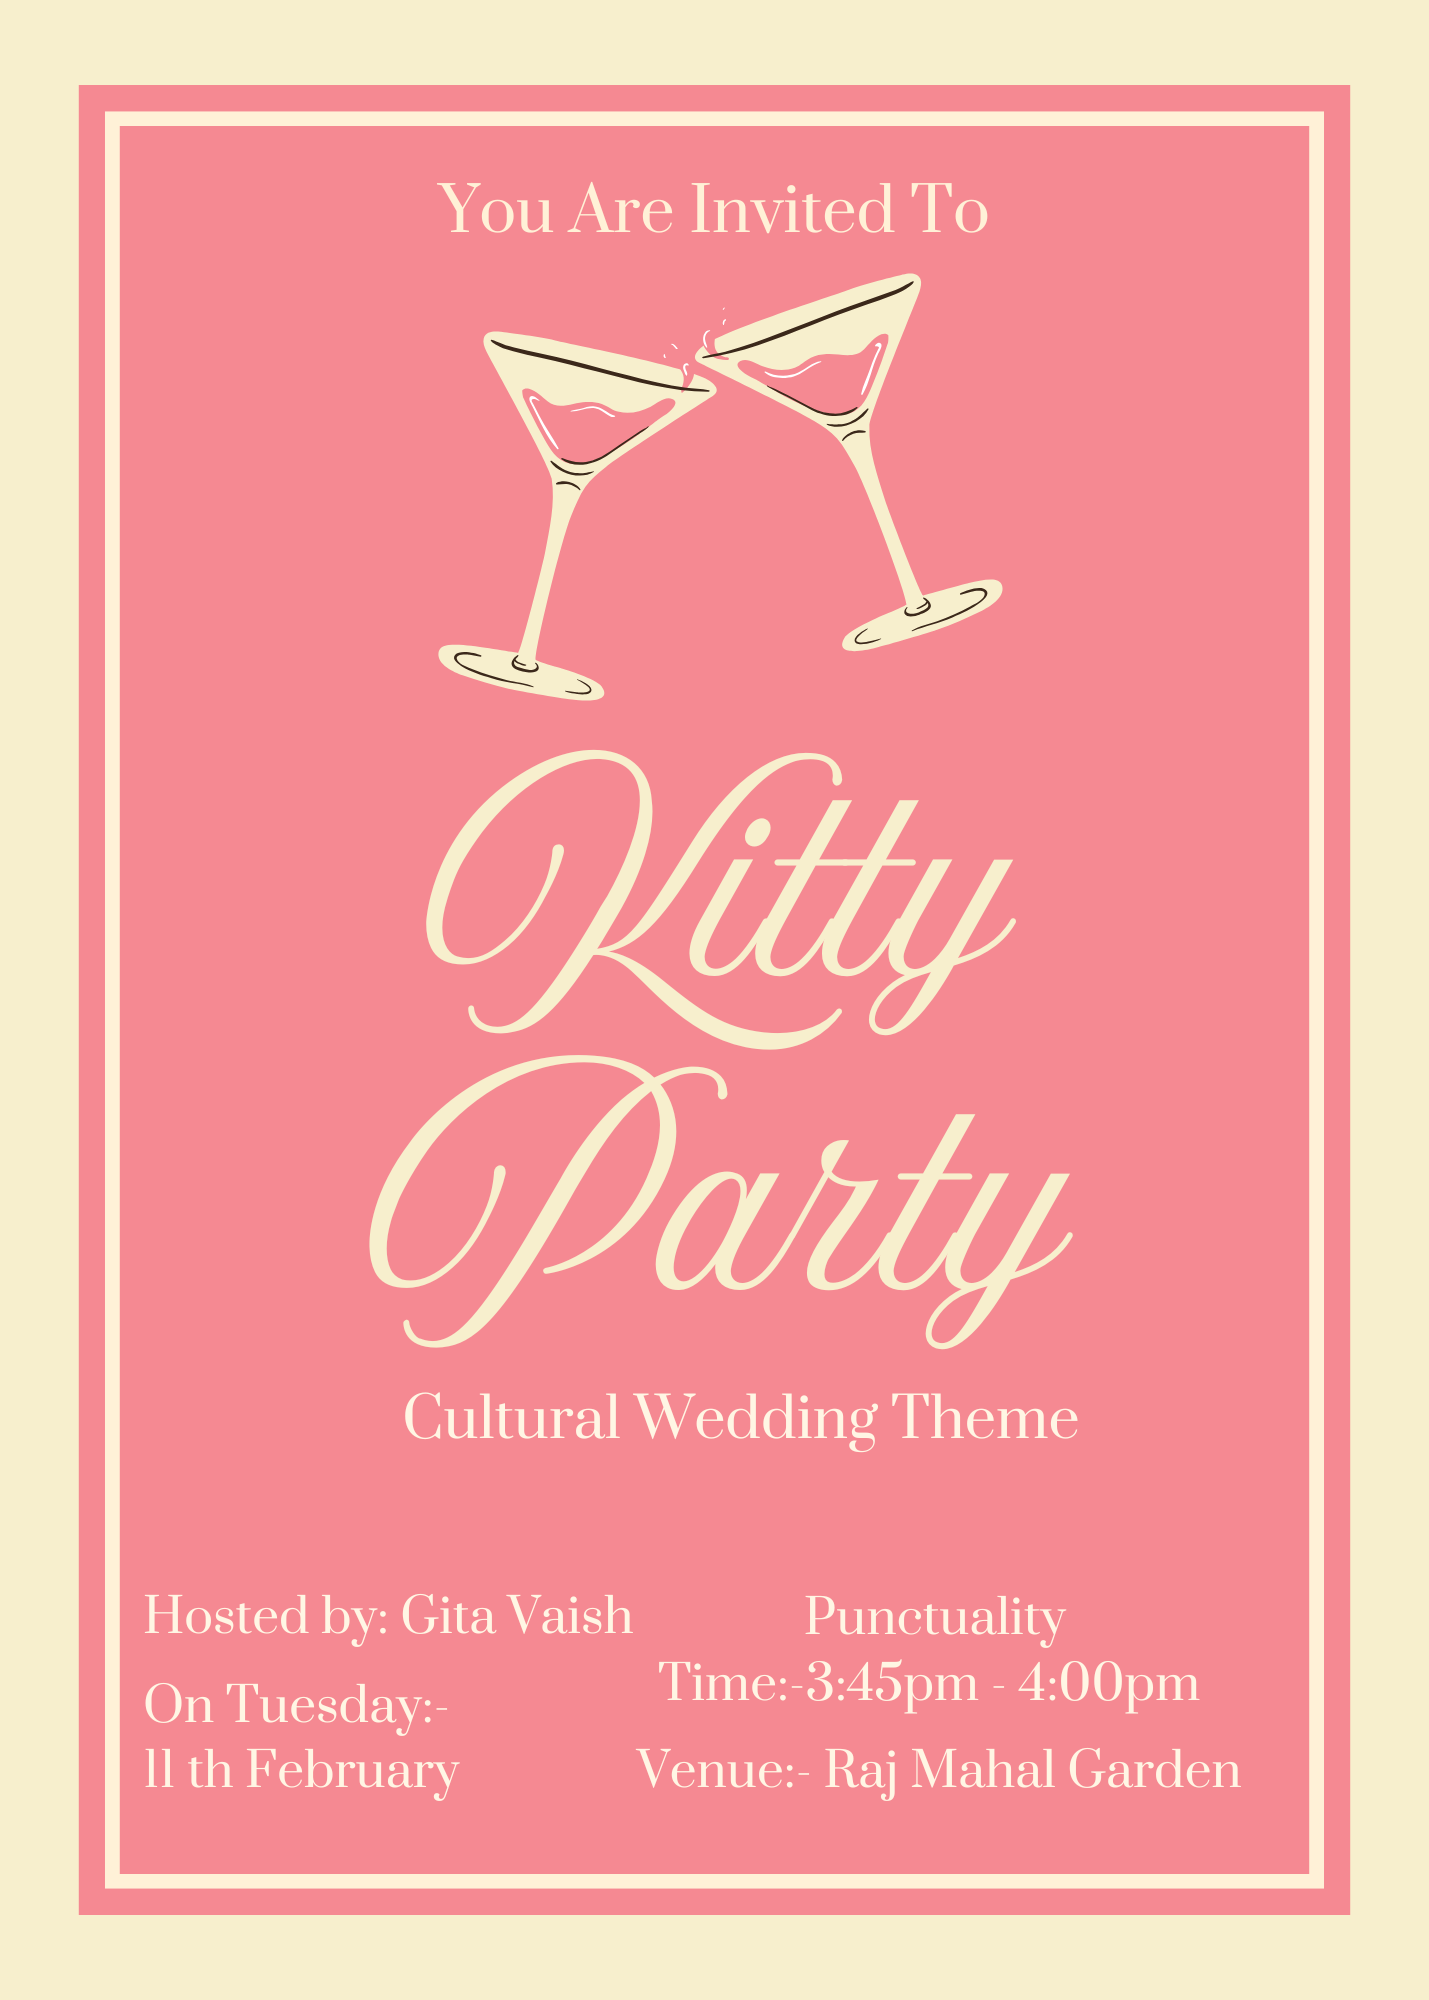 You Are Invited To
Kitty
Party
Cultural Wedding Theme
Hosted by: Gita Vaish
On Tuesday:-
11 th February
Punctuality
Time:-3:45pm - 4:00pm
Venue:- Raj Mahal Garden